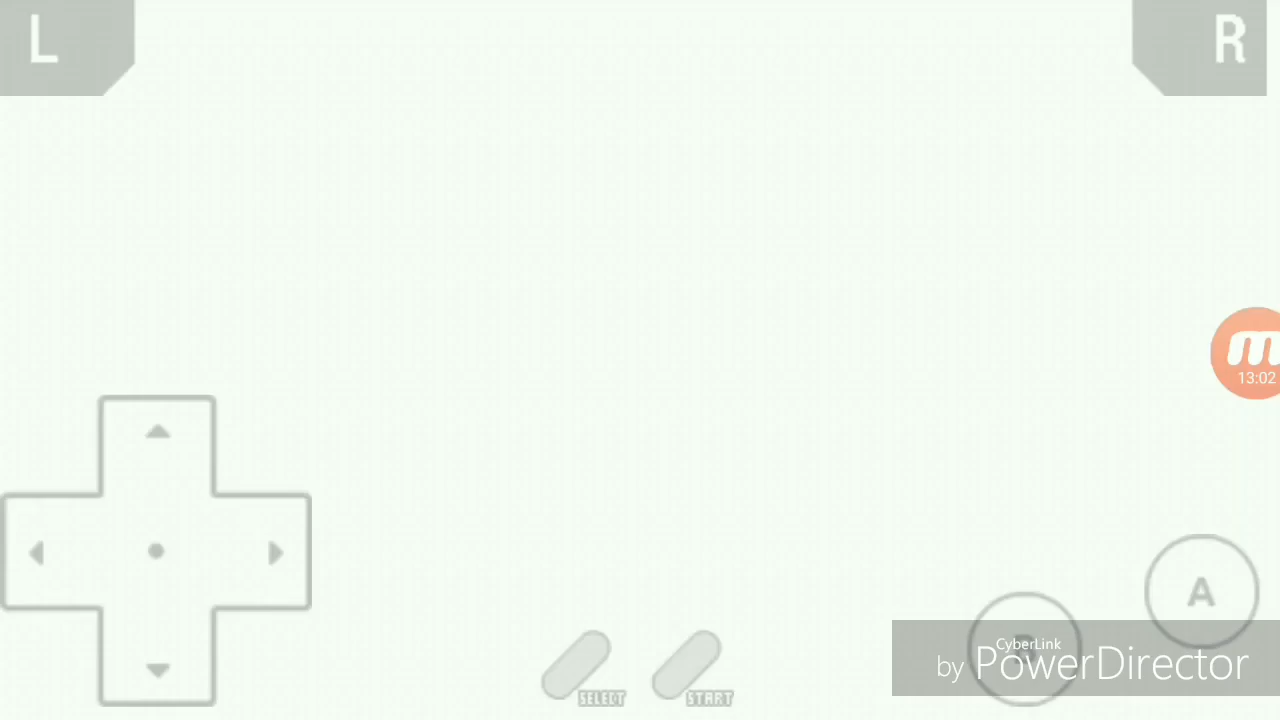 L
R
13:02
A
B
CyberLink
by PowerDirector
SELECT
START